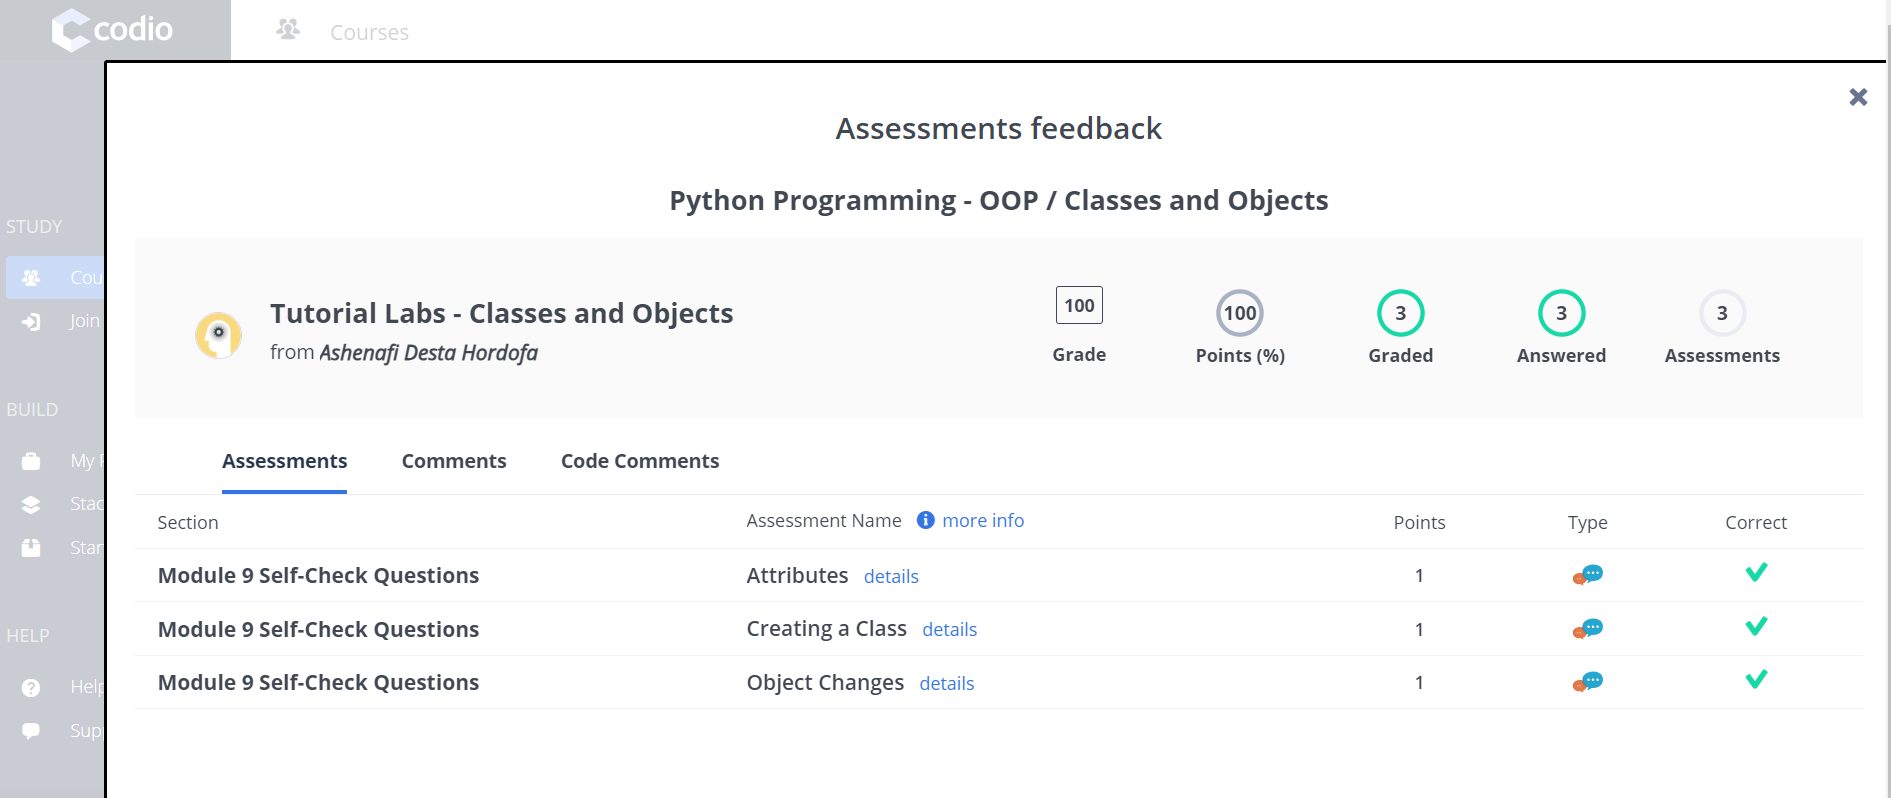 codio
Courses
Assessments feedback
Python Programming - OOP / Classes and Objects
STUDY
Cou
Join
Tutorial Labs - Classes and Objects
from Ashenafi Desta Hordofa
100 100 3 3 3
Grade Points (%) Graded Answered Assessments
BUILD
My
Stac
Star
Assessments Comments Code Comments
Section Assessment Name more info Points Type Correct
Module 9 Self-Check Questions Attributes details 1
Module 9 Self-Check Questions Creating a Class details 1
Module 9 Self-Check Questions Object Changes details 1
HELP
Help
Sup